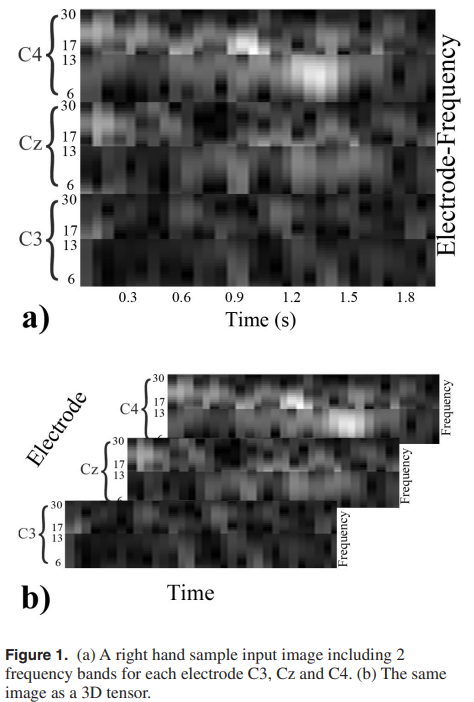 30
C4
17
13
6
30
Cz
17
13
6
30
C3
17
13
6
Electrode-Frequency
0.3 0.6 0.9 1.2 1.5 1.8
a)
Time (s)
Electrode
30
C4
17
13
6
Frequency
30
Cz
17
13
6
Frequency
30
C3
17
13
6
Frequency
b)
Time
Figure 1. (a) A right hand sample input image including 2
frequency bands for each electrode C3, Cz and C4. (b) The same
image as a 3D tensor.